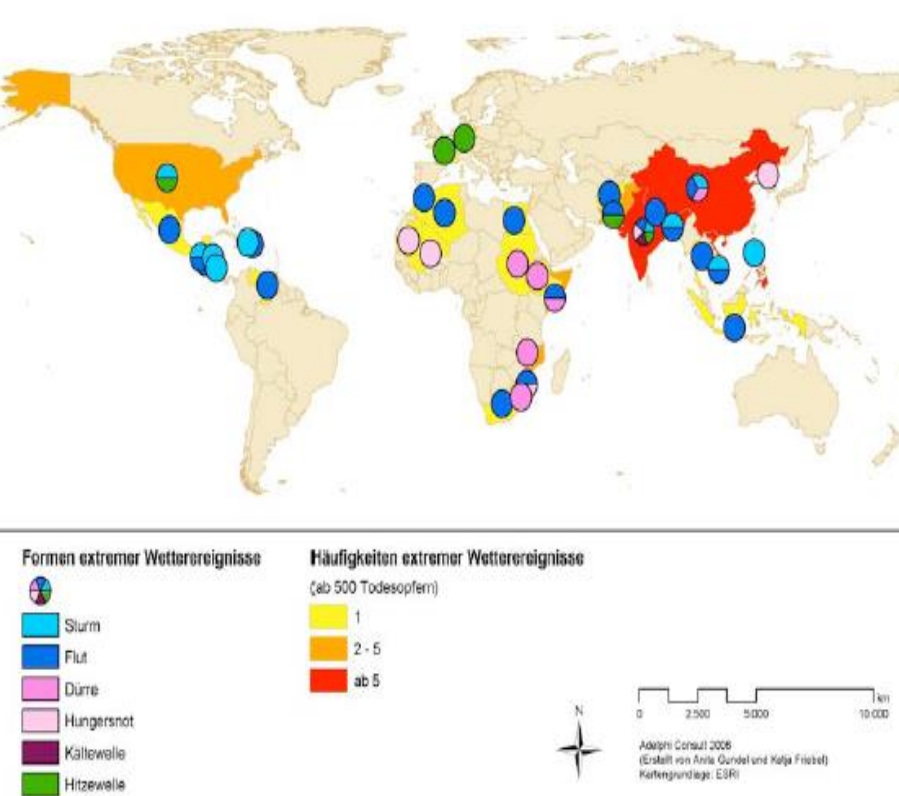 Formen extremer Wetterereignisse
Sturm
Flut
Dürre
Hungersnot
Kältewelle
Hitzewelle
Häufigkeiten extremer Wetterereignisse
(ab 500 Todesopfern)
1
2 - 5
ab 5
N
0 2.500 5.000 10.000 km
Adelphi Consult 2006
(Erstellt von Anita Gundel und Katja Friebel)
Kartengrundlage: ESRI